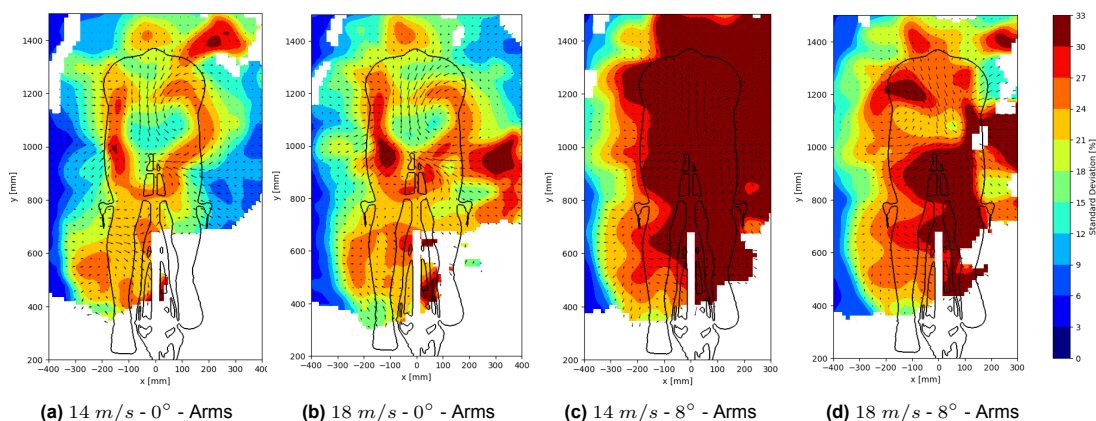 1400
1200
1000
800
600
400
200
y [mm]
−400 −300 −200 −100 0 100 200 300 400
x [mm]
(a) 14 m/s - 0° - Arms
1400
1200
1000
800
600
400
200
y [mm]
−400 −300 −200 −100 0 100 200 300 400
x [mm]
(b) 18 m/s - 0° - Arms
1400
1200
1000
800
600
400
200
y [mm]
−400 −300 −200 −100 0 100 200 300
x [mm]
(c) 14 m/s - 8° - Arms
1400
1200
1000
800
600
400
200
y [mm]
−400 −300 −200 −100 0 100 200 300
x [mm]
(d) 18 m/s - 8° - Arms
33
30
27
24
21
18
15
12
9
6
3
0
Standard Deviation [%]